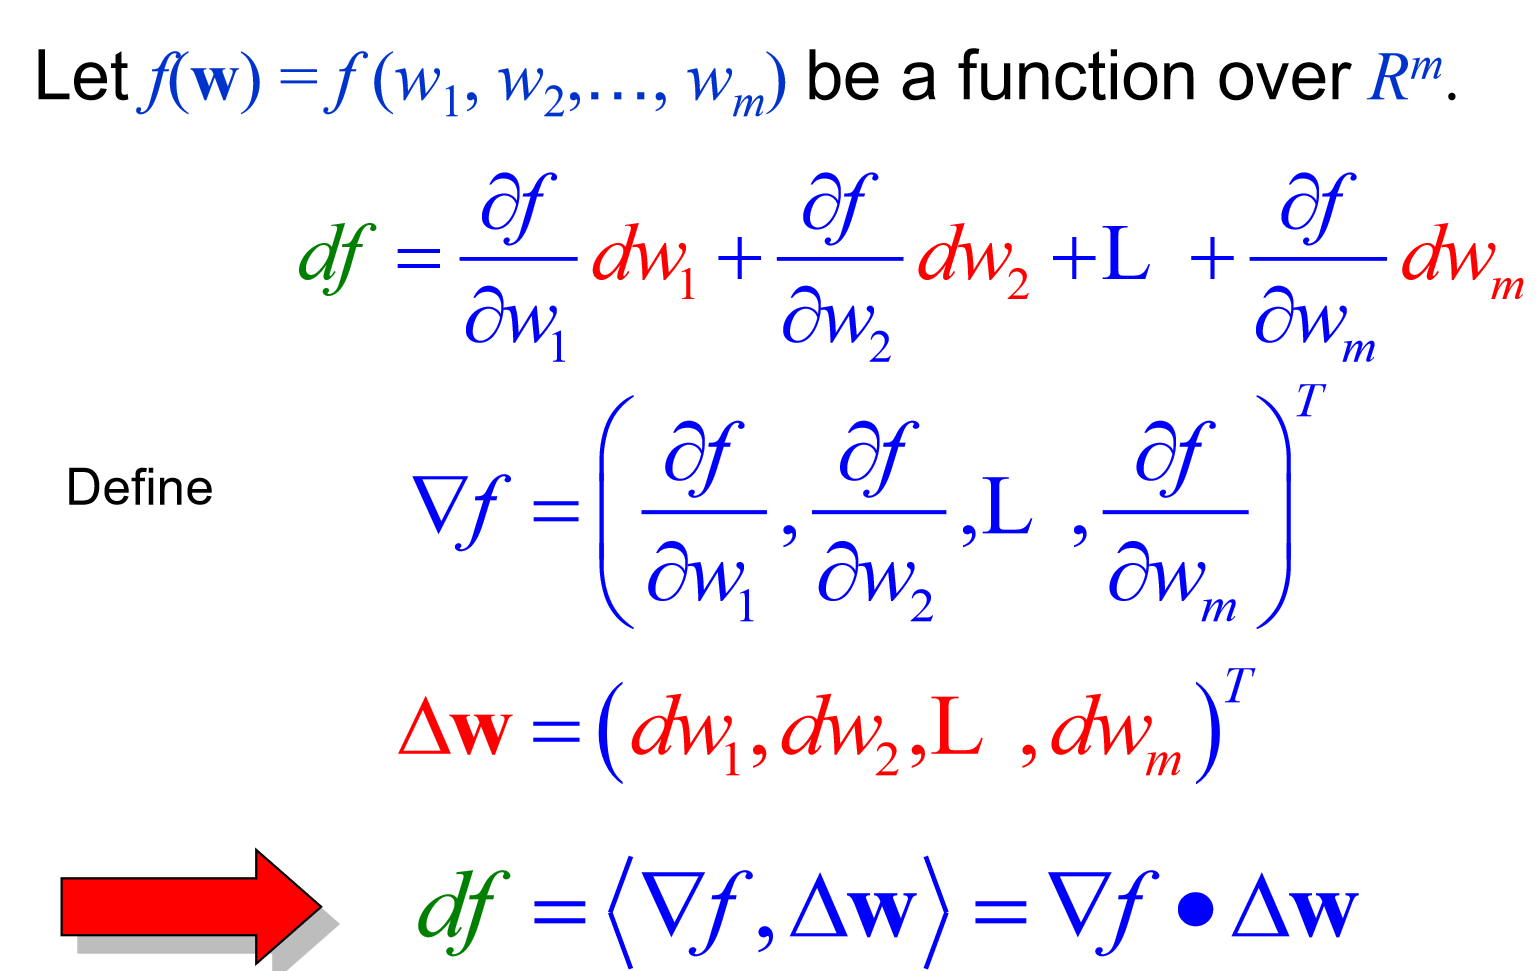 Let f(w) = f (w₁, w₂,…, wₘ) be a function over Rᵐ.
df = ∂f/∂w₁ dw₁ + ∂f/∂w₂ dw₂ + L + ∂f/∂wₘ dwₘ
Define ∇f = (∂f/∂w₁, ∂f/∂w₂, L , ∂f/∂wₘ)ᵀ
Δw = (dw₁, dw₂, L , dwₘ)ᵀ
df = ⟨∇f, Δw⟩ = ∇f • Δw